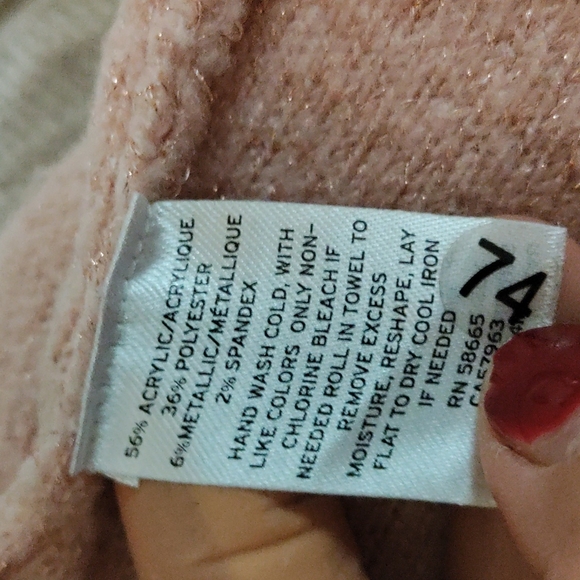 56% ACRYLIC/ACRYLIQUE
36% POLYESTER
6%METALLIC/MÉTALLIQUE
2% SPANDEX
HAND WASH COLD, WITH
LIKE COLORS ONLY NON-
CHLORINE BLEACH IF
NEEDED ROLL IN TOWEL TO
REMOVE EXCESS
MOISTURE, RESHAPE, LAY
FLAT TO DRY COOL IRON
IF NEEDED
RN 58665
CA57963
74